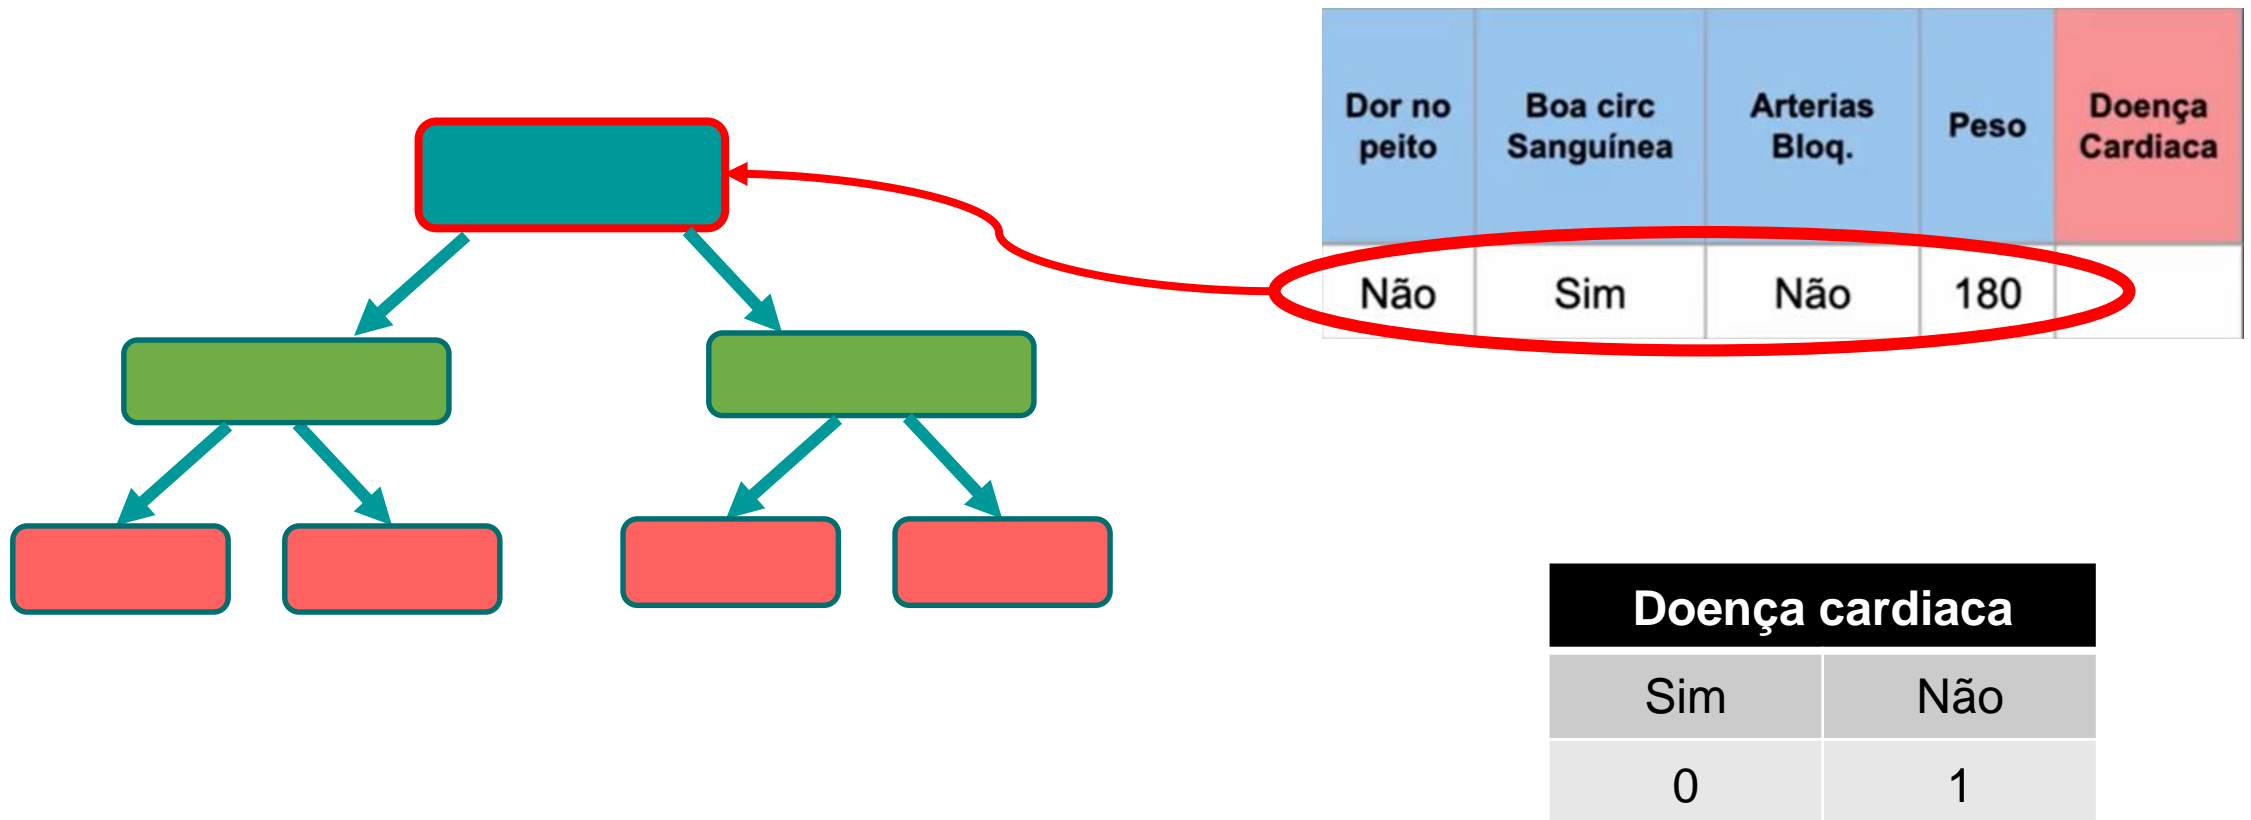 Dor no peito
Boa circ Sanguínea
Arterias Bloq.
Peso
Doença Cardiaca
Não Sim Não 180
Doença cardiaca
Sim Não
0 1